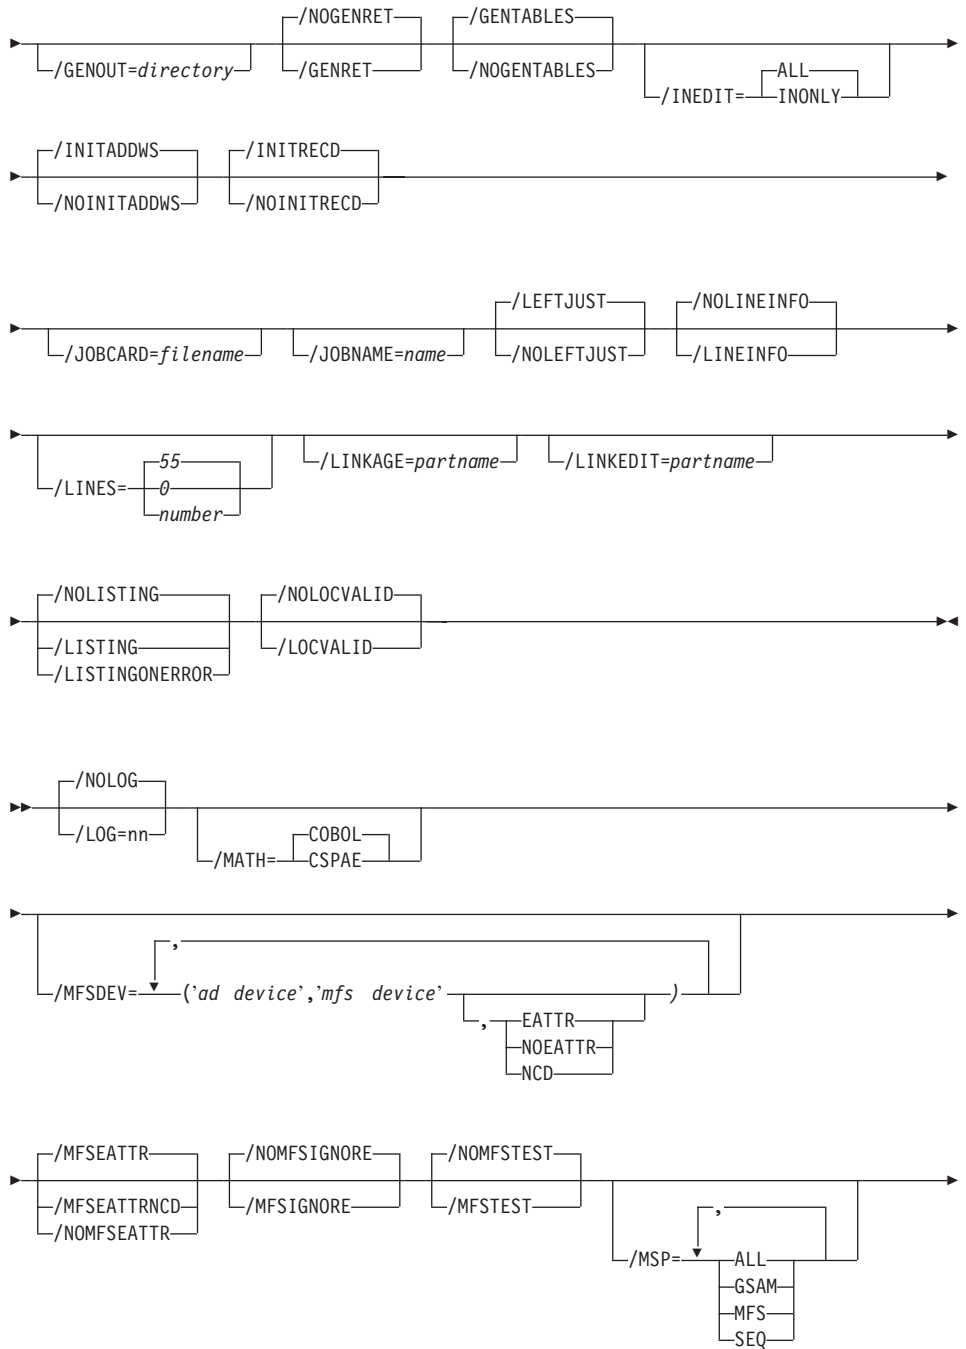 /NOGENRET /GENTABLES
/GENOUT=directory /GENRET /NOGENTABLES ALL
/INEDIT= INONLY
/INITADDWS /INITRECD
/NOINITADDWS /NOINITRECD
/LEFTJUST /NOLINEINFO
/JOBCARD=filename /JOBNAME=name /NOLEFTJUST /LINEINFO
55 /LINKAGE=partname /LINKEDIT=partname
/LINES= 0
number
/NOLISTING /NOLOCVALID
/LISTING /LOCVALID
/LISTINGONERROR
/NOLOG
/LOG=nn COBOL
/MATH= CSPAE
,
/MFSDEV= ('ad device','mfs device' )
, EATTR
NOEATTR
NCD
/MFSEATTR /NOMFSIGNORE /NOMFSTEST
/MFSEATTRNCD /MFSIGNORE /MFSTEST
/NOMFSEATTR ,
/MSP= ALL
GSAM
MFS
SEQ